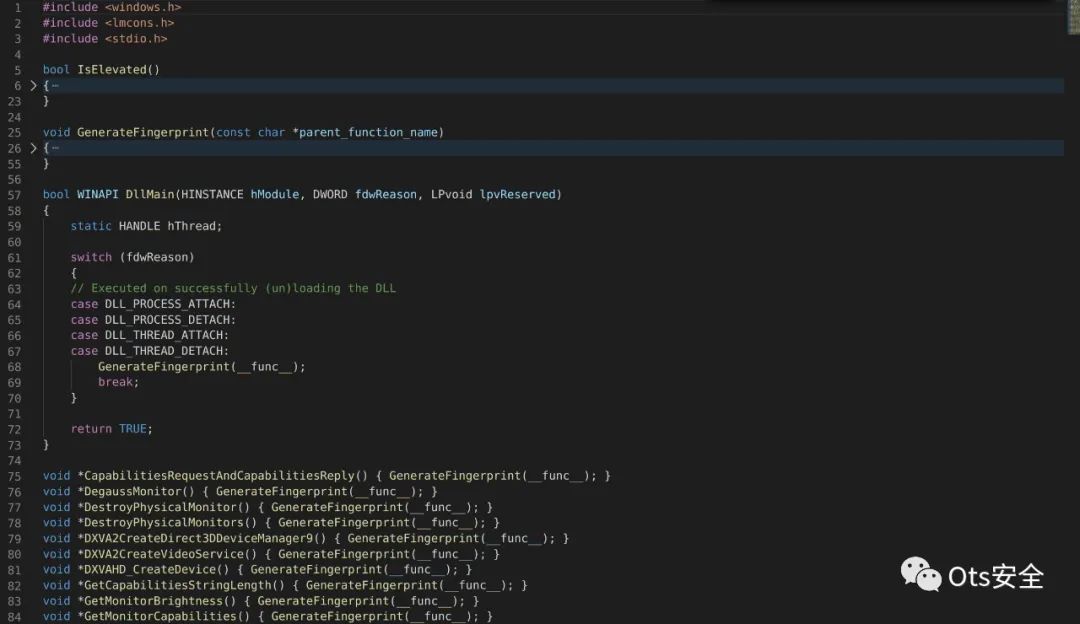 1 #include <windows.h>
2 #include <lmcons.h>
3 #include <stdio.h>
4
5 bool IsElevated()
6 > {⋯
23 }
24
25 void GenerateFingerprint(const char *parent_function_name)
26 > {⋯
55 }
56
57 bool WINAPI DllMain(HINSTANCE hModule, DWORD fdwReason, LPvoid lpvReserved)
58 {
59     static HANDLE hThread;
60
61     switch (fdwReason)
62     {
63     // Executed on successfully (un)loading the DLL
64     case DLL_PROCESS_ATTACH:
65     case DLL_PROCESS_DETACH:
66     case DLL_THREAD_ATTACH:
67     case DLL_THREAD_DETACH:
68         GenerateFingerprint(__func__);
69         break;
70     }
71
72     return TRUE;
73 }
74
75 void *CapabilitiesRequestAndCapabilitiesReply() { GenerateFingerprint(__func__); }
76 void *DegaussMonitor() { GenerateFingerprint(__func__); }
77 void *DestroyPhysicalMonitor() { GenerateFingerprint(__func__); }
78 void *DestroyPhysicalMonitors() { GenerateFingerprint(__func__); }
79 void *DXVA2CreateDirect3DDeviceManager9() { GenerateFingerprint(__func__); }
80 void *DXVA2CreateVideoService() { GenerateFingerprint(__func__); }
81 void *DXVAHD_CreateDevice() { GenerateFingerprint(__func__); }
82 void *GetCapabilitiesStringLength() { GenerateFingerprint(__func__); }
83 void *GetMonitorBrightness() { GenerateFingerprint(__func__); }
84 void *GetMonitorCapabilities() { GenerateFingerprint(__func__); }
Ots安全